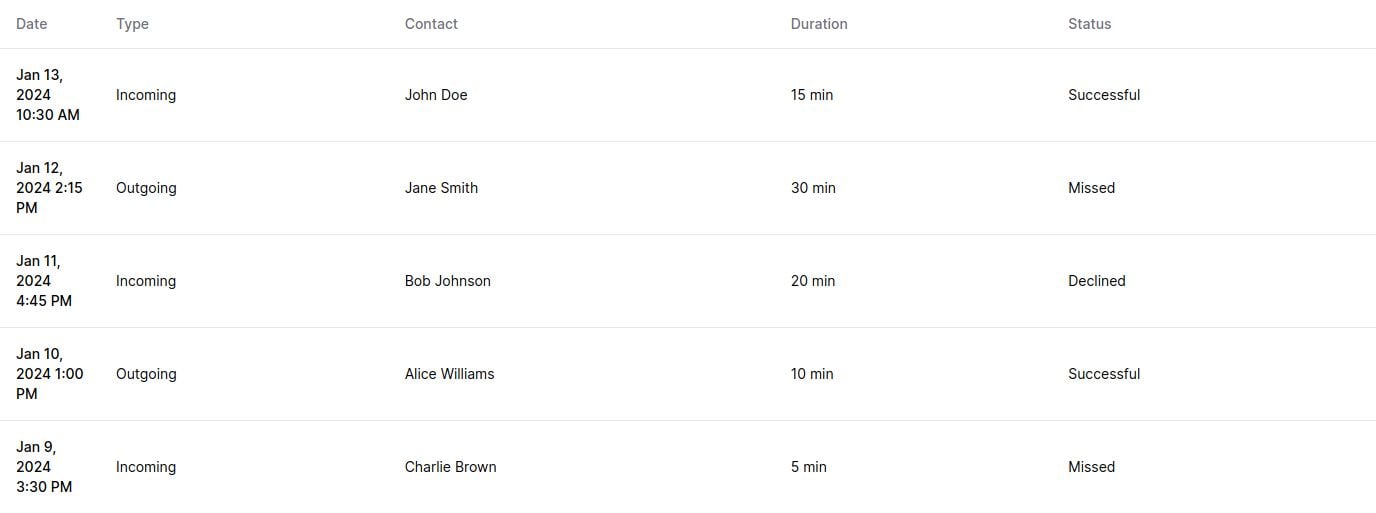 Date Type Contact Duration Status
Jan 13,
2024
10:30 AM
Incoming John Doe 15 min Successful
Jan 12,
2024 2:15
PM
Outgoing Jane Smith 30 min Missed
Jan 11,
2024
4:45 PM
Incoming Bob Johnson 20 min Declined
Jan 10,
2024 1:00
PM
Outgoing Alice Williams 10 min Successful
Jan 9,
2024
3:30 PM
Incoming Charlie Brown 5 min Missed